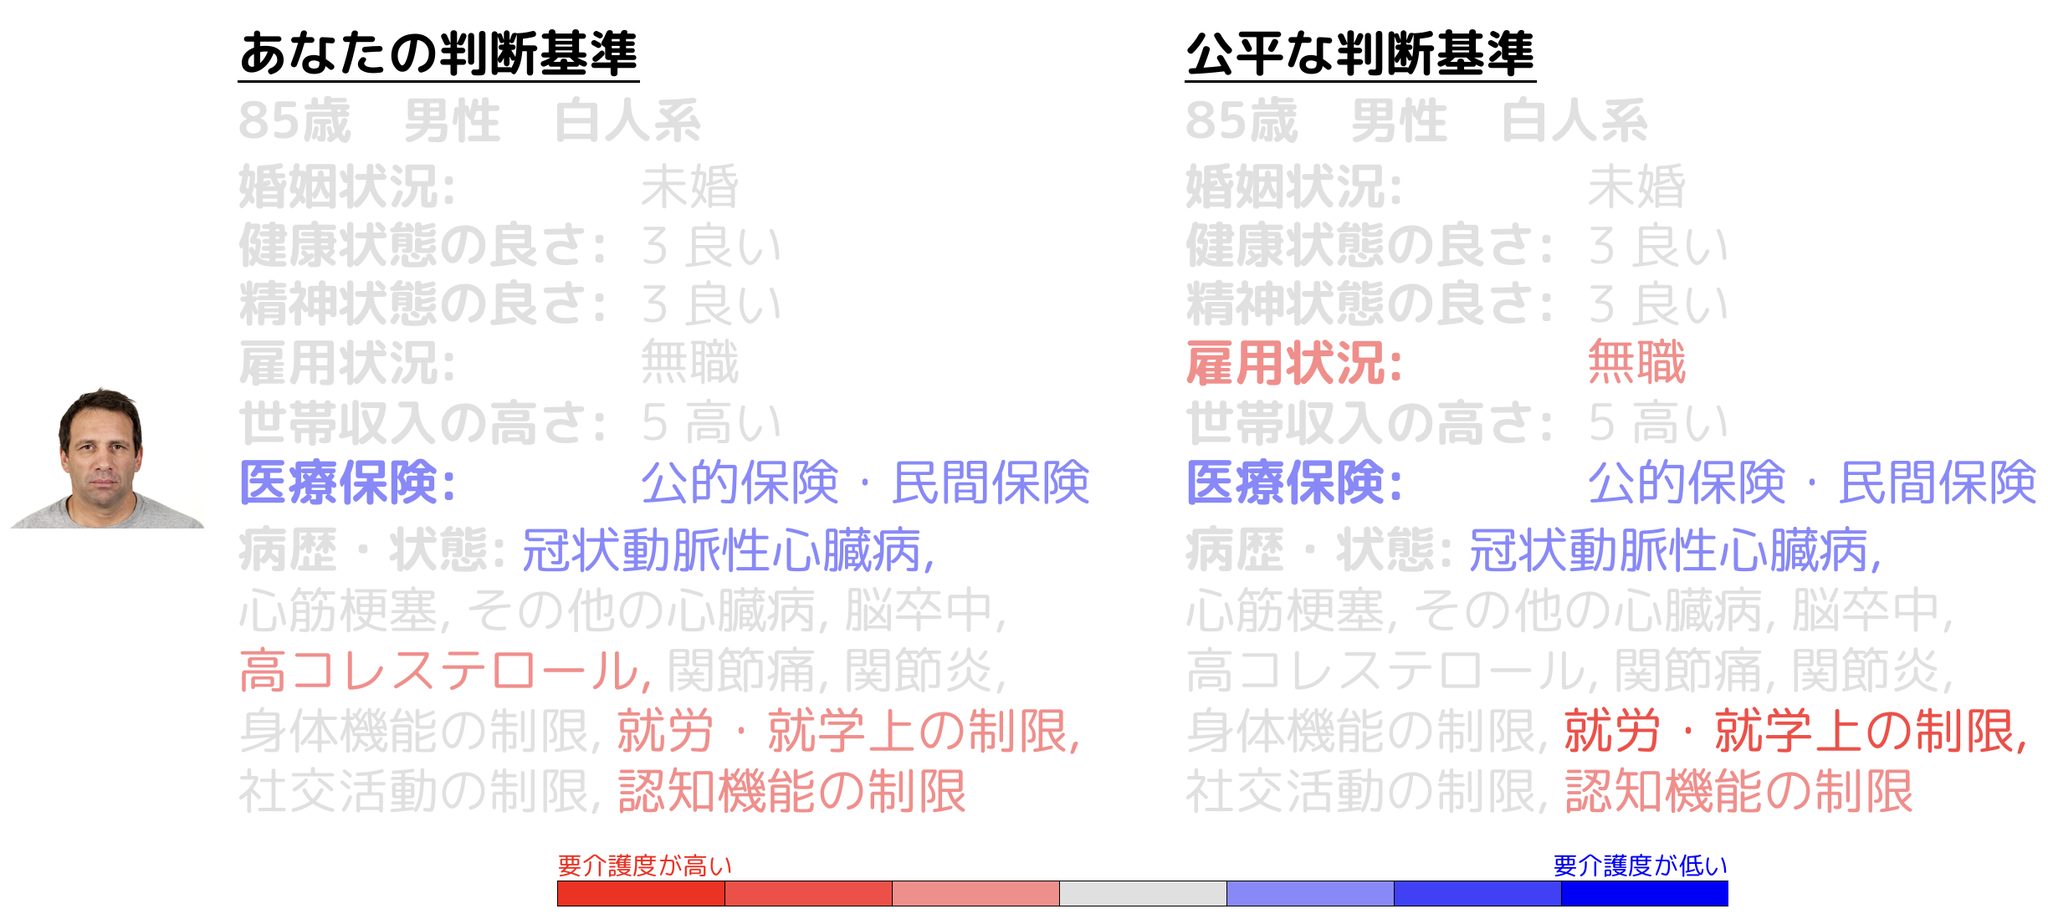 あなたの判断基準
85歳　男性　白人系
婚姻状況: 未婚
健康状態の良さ: 3 良い
精神状態の良さ: 3 良い
雇用状況: 無職
世帯収入の高さ: 5 高い
医療保険: 公的保険・民間保険
病歴・状態: 冠状動脈性心臓病,
心筋梗塞, その他の心臓病, 脳卒中,
高コレステロール, 関節痛, 関節炎,
身体機能の制限, 就労・就学上の制限,
社交活動の制限, 認知機能の制限
公平な判断基準
85歳　男性　白人系
婚姻状況: 未婚
健康状態の良さ: 3 良い
精神状態の良さ: 3 良い
雇用状況: 無職
世帯収入の高さ: 5 高い
医療保険: 公的保険・民間保険
病歴・状態: 冠状動脈性心臓病,
心筋梗塞, その他の心臓病, 脳卒中,
高コレステロール, 関節痛, 関節炎,
身体機能の制限, 就労・就学上の制限,
社交活動の制限, 認知機能の制限
要介護度が高い 要介護度が低い